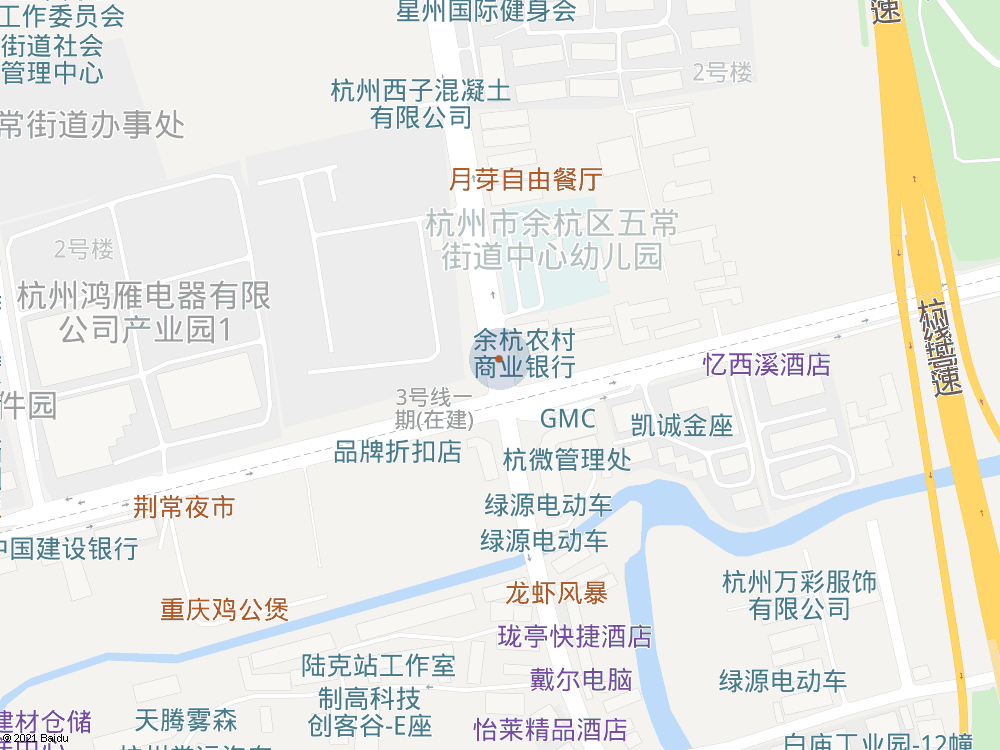 工作委员会
街道社会
管理中心
星州国际健身会
速
2号楼
杭州西子混凝土
有限公司
常街道办事处
月芽自由餐厅
杭州市余杭区五常
街道中心幼儿园
2号楼
杭州鸿雁电器有限
公司产业园1
余杭农村
商业银行
忆西溪酒店
3号线一
期(在建)
件园
GMC
凯诚金座
品牌折扣店
杭微管理处
荆常夜市
绿源电动车
绿源电动车
中国建设银行
龙虾风暴
杭州万彩服饰
有限公司
重庆鸡公煲
珑亭快捷酒店
陆克站工作室
戴尔电脑
绿源电动车
制高科技
创客谷-E座
建材仓储
天腾雾森
怡莱精品酒店
白庙工业园-12幢
© 2021 Baidu